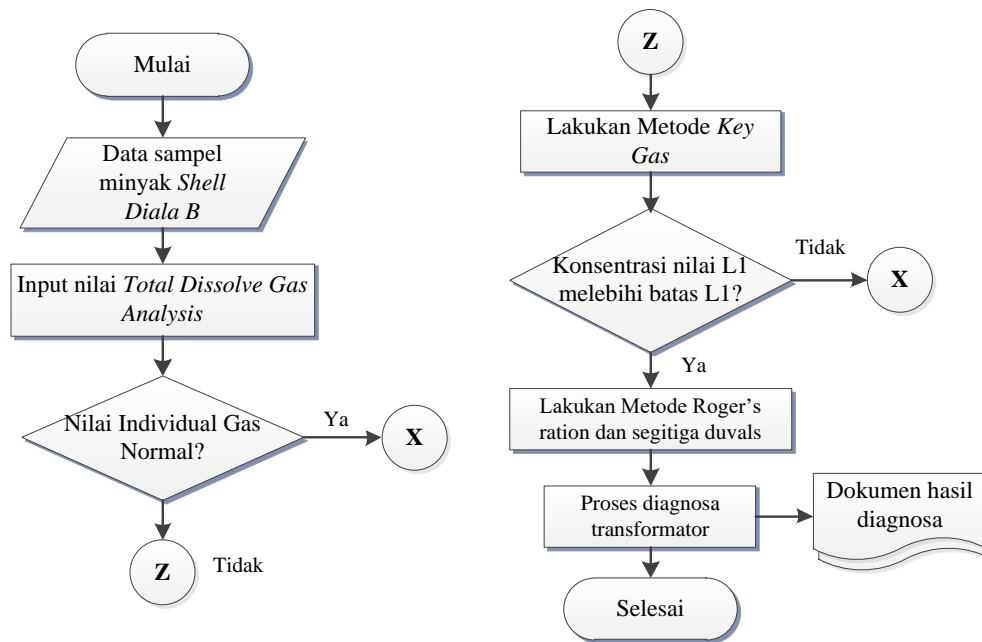 Mulai
Data sampel
minyak Shell
Diala B
Input nilai Total Dissolve Gas
Analysis
Nilai Individual Gas
Normal?
Ya
X
Z
Tidak
Z
Lakukan Metode Key
Gas
Konsentrasi nilai L1
melebihi batas L1?
Tidak
X
Ya
Lakukan Metode Roger's
ration dan segitiga duvals
Proses diagnosa
transformator
Dokumen hasil
diagnosa
Selesai